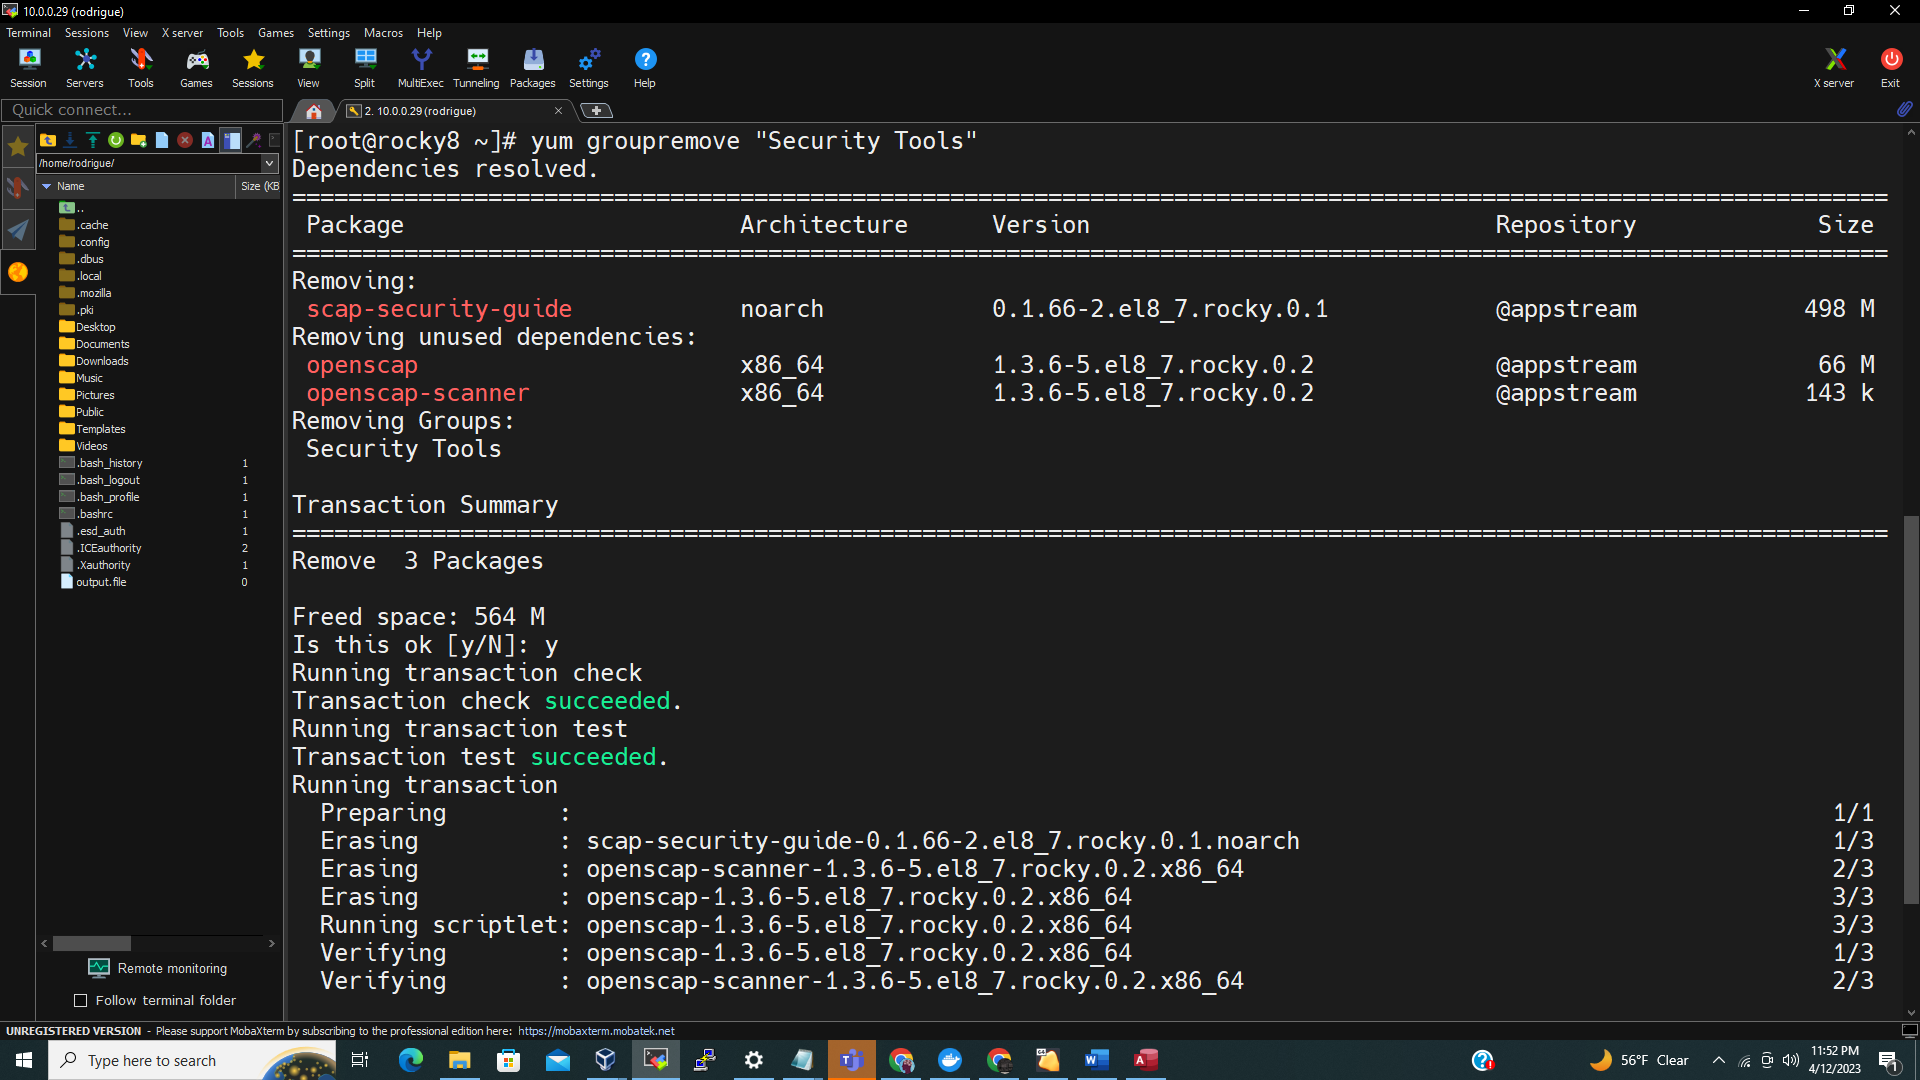 10.0.0.29 (rodrigue)
Terminal Sessions View X server Tools Games Settings Macros Help
Session Servers Tools Games Sessions View Split MultiExec Tunneling Packages Settings Help X server Exit
Quick connect...
2. 10.0.0.29 (rodrigue)
/home/rodrigue/
Name Size (KB
..
.cache
.config
.dbus
.local
.mozilla
.pki
Desktop
Documents
Downloads
Music
Pictures
Public
Templates
Videos
.bash_history 1
.bash_logout 1
.bash_profile 1
.bashrc 1
.esd_auth 1
.ICEauthority 2
.Xauthority 1
output.file 0
Remote monitoring
Follow terminal folder
[root@rocky8 ~]# yum groupremove "Security Tools"
Dependencies resolved.
==================================================================================================================
Package Architecture Version Repository Size
==================================================================================================================
Removing:
scap-security-guide noarch 0.1.66-2.el8_7.rocky.0.1 @appstream 498 M
Removing unused dependencies:
openscap x86_64 1.3.6-5.el8_7.rocky.0.2 @appstream 66 M
openscap-scanner x86_64 1.3.6-5.el8_7.rocky.0.2 @appstream 143 k
Removing Groups:
Security Tools
Transaction Summary
==================================================================================================================
Remove 3 Packages
Freed space: 564 M
Is this ok [y/N]: y
Running transaction check
Transaction check succeeded.
Running transaction test
Transaction test succeeded.
Running transaction
Preparing : 1/1
Erasing : scap-security-guide-0.1.66-2.el8_7.rocky.0.1.noarch 1/3
Erasing : openscap-scanner-1.3.6-5.el8_7.rocky.0.2.x86_64 2/3
Erasing : openscap-1.3.6-5.el8_7.rocky.0.2.x86_64 3/3
Running scriptlet: openscap-1.3.6-5.el8_7.rocky.0.2.x86_64 3/3
Verifying : openscap-1.3.6-5.el8_7.rocky.0.2.x86_64 1/3
Verifying : openscap-scanner-1.3.6-5.el8_7.rocky.0.2.x86_64 2/3
UNREGISTERED VERSION - Please support MobaXterm by subscribing to the professional edition here: https://mobaxterm.mobatek.net
Type here to search
56°F Clear
11:52 PM
4/12/2023
1